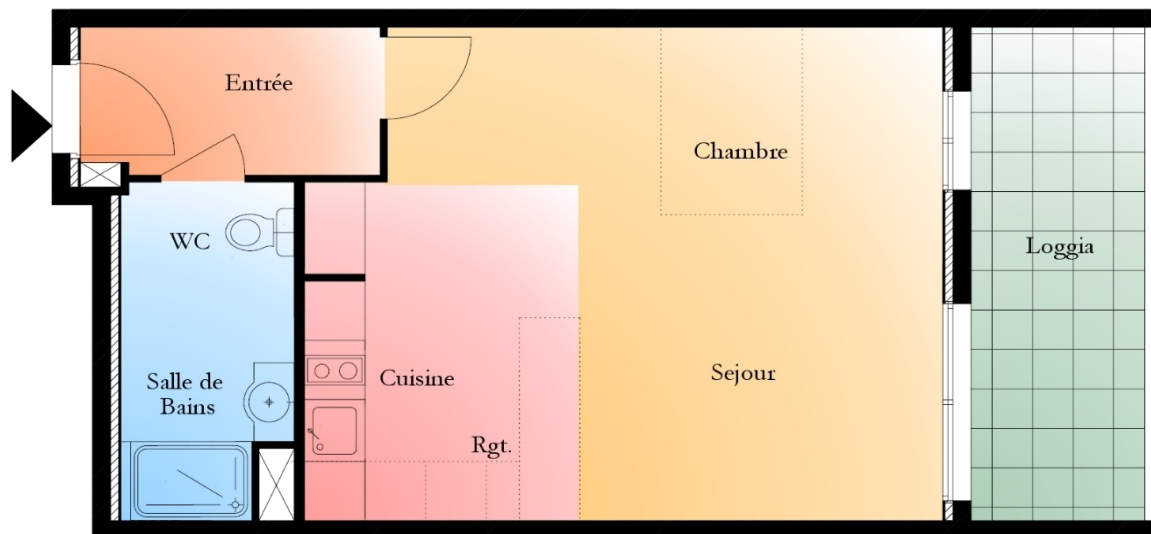 Entrée
Chambre
WC
Loggia
Salle de
Bains
Cuisine
Sejour
Rgt.